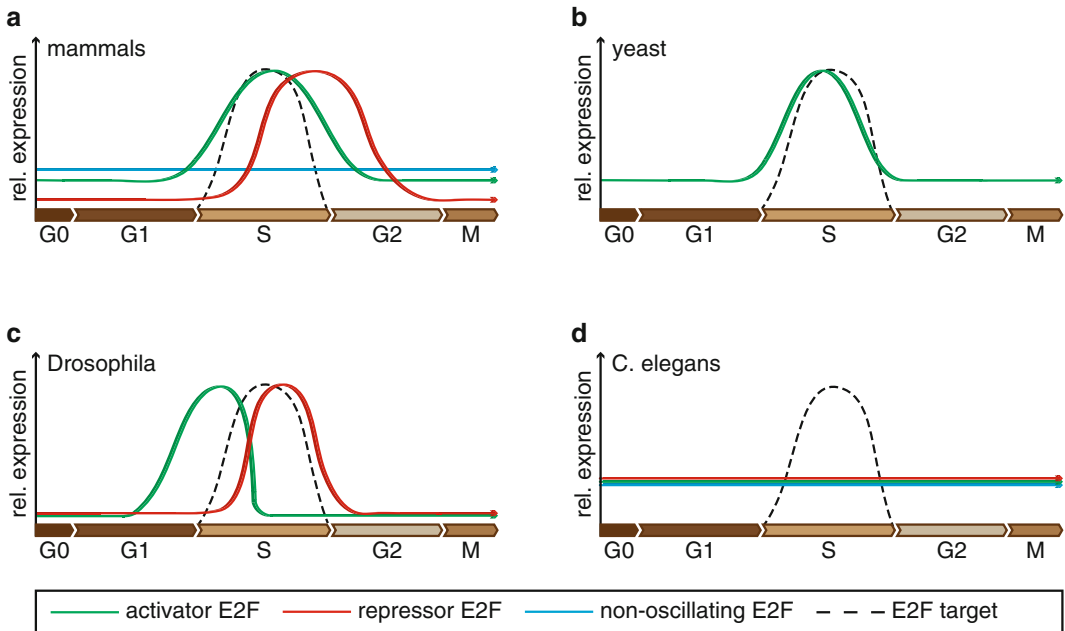 a
mammals
rel. expression
G0 G1 S G2 M
b
yeast
rel. expression
G0 G1 S G2 M
c
Drosophila
rel. expression
G0 G1 S G2 M
d
C. elegans
rel. expression
G0 G1 S G2 M
activator E2F repressor E2F non-oscillating E2F E2F target